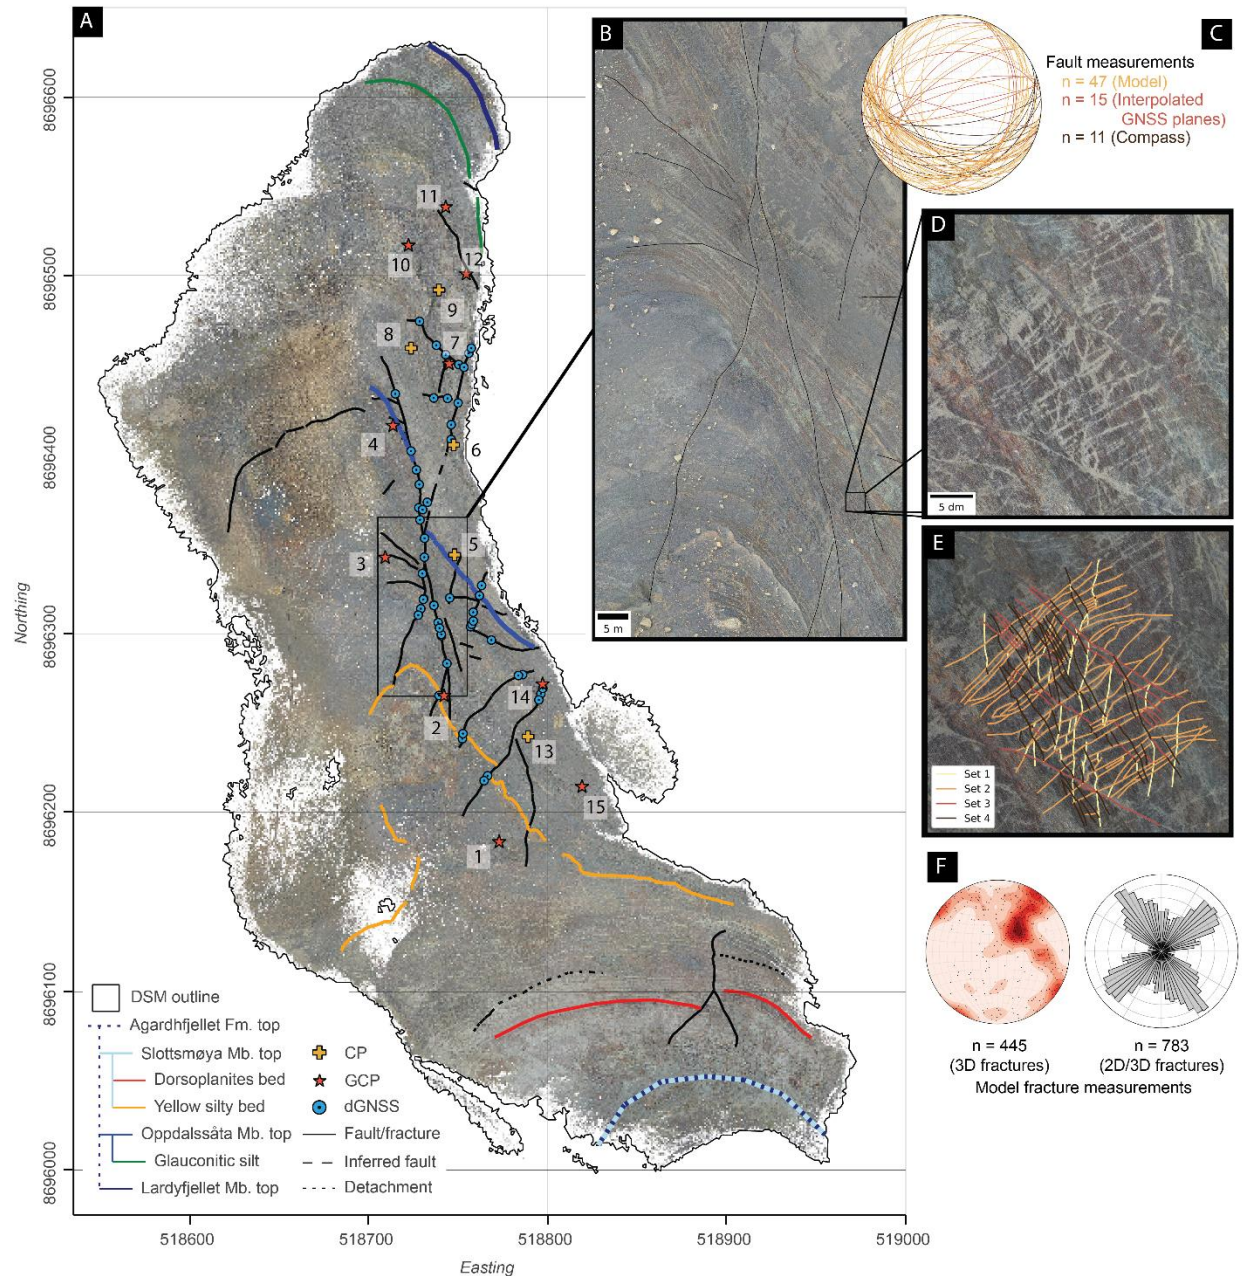 A
B
C
Fault measurements
n = 47 (Model)
n = 15 (Interpolated
GNSS planes)
n = 11 (Compass)
D
5 dm
E
Set 1
Set 2
Set 3
Set 4
5 m
F
n = 445
(3D fractures)
n = 783
(2D/3D fractures)
Model fracture measurements
8696600
8696500
8696400
8696300
8696200
8696100
8696000
Northing
11
10
12
9
8
7
4
6
5
3
14
2
13
15
1
DSM outline
Agardhfjellet Fm. top
Slottsmøya Mb. top
Dorsoplanites bed
Yellow silty bed
Oppdalssåta Mb. top
Glauconitic silt
Lardyfjellet Mb. top
CP
GCP
dGNSS
Fault/fracture
Inferred fault
Detachment
518600
518700
518800
518900
519000
Easting